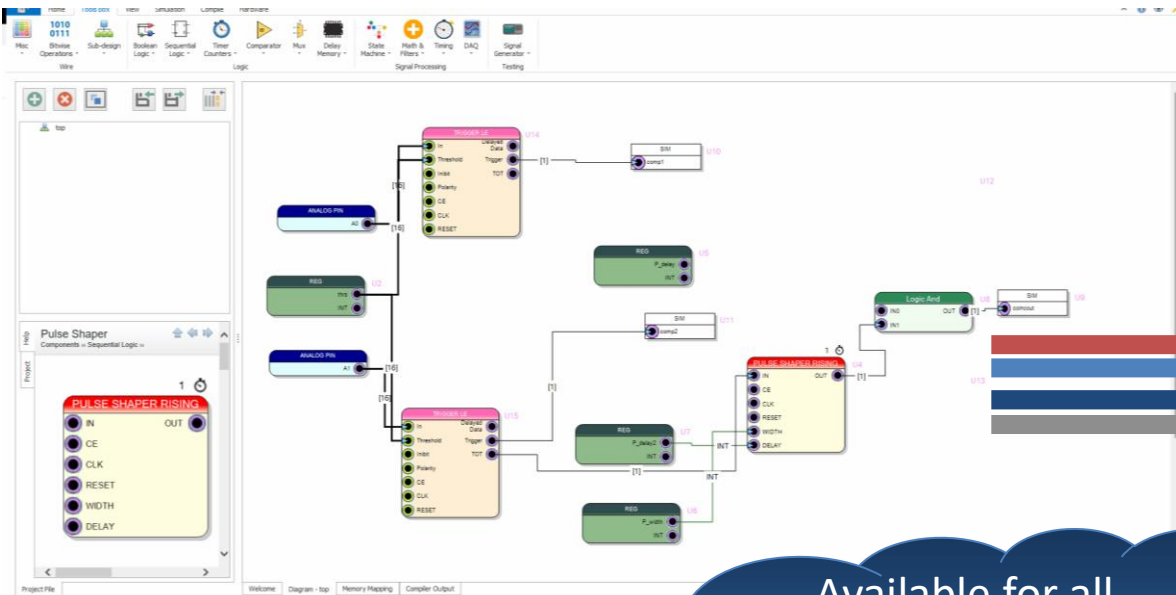 Home Tools Box View Simulation Compile Hardware
1010
0111
Misc Bitwise Operations Sub-design Boolean Logic Sequential Logic Timer Counters Comparator Mux Delay Memory State Machine Math & Filters Timing DAQ Signal Generator
Wire Logic Signal Processing Testing
top
TRIGGER LE U14
In Delayed Data
Threshold Trigger
Inibit TOT
Polarity
CE
CLK
RESET
[1]
SIM U10
comp1
[16]
U12
ANALOG PIN
A0
[16]
REG U5
P_delay
INT
REG U2
thrs
INT
Logic And U8
IN0 OUT
IN1
[1]
SIM U9
comcout
SIM U11
comp2
ANALOG PIN
A1
[16]
[16]
1
PULSE SHAPER RISING U4
IN OUT
CE
CLK
RESET
WIDTH
DELAY
[1]
U13
[1]
TRIGGER LE U15
In Delayed Data
Threshold Trigger
Inibit TOT
Polarity
CE
CLK
RESET
REG U7
P_delay2
INT
INT
[1]
INT
REG U6
P_width
INT
Help
Project
Pulse Shaper
Components ›› Sequential Logic ››
1
PULSE SHAPER RISING
IN OUT
CE
CLK
RESET
WIDTH
DELAY
Project File
Welcome Diagram - top Memory Mapping Compiler Output
Available for all